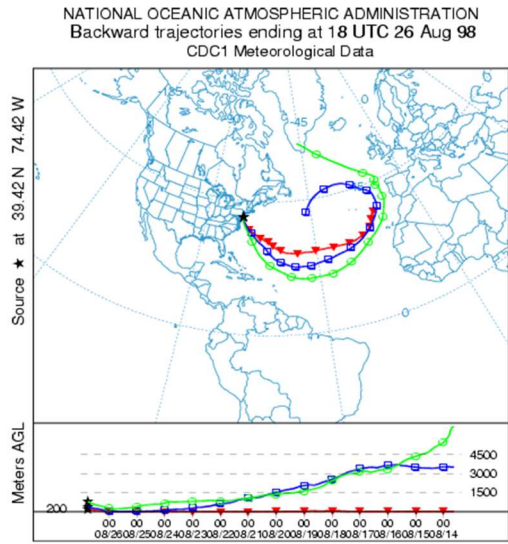 NATIONAL OCEANIC ATMOSPHERIC ADMINISTRATION
Backward trajectories ending at 18 UTC 26 Aug 98
CDC1 Meteorological Data
Source ★ at 39.42 N 74.42 W
-45
0
0
Meters AGL
4500
3000
1500
200
00 00 00 00 00 00 00 00 00 00 00 00 00
08/26 08/25 08/24 08/23 08/22 08/21 08/20 08/19 08/18 08/17 08/16 08/15 08/14